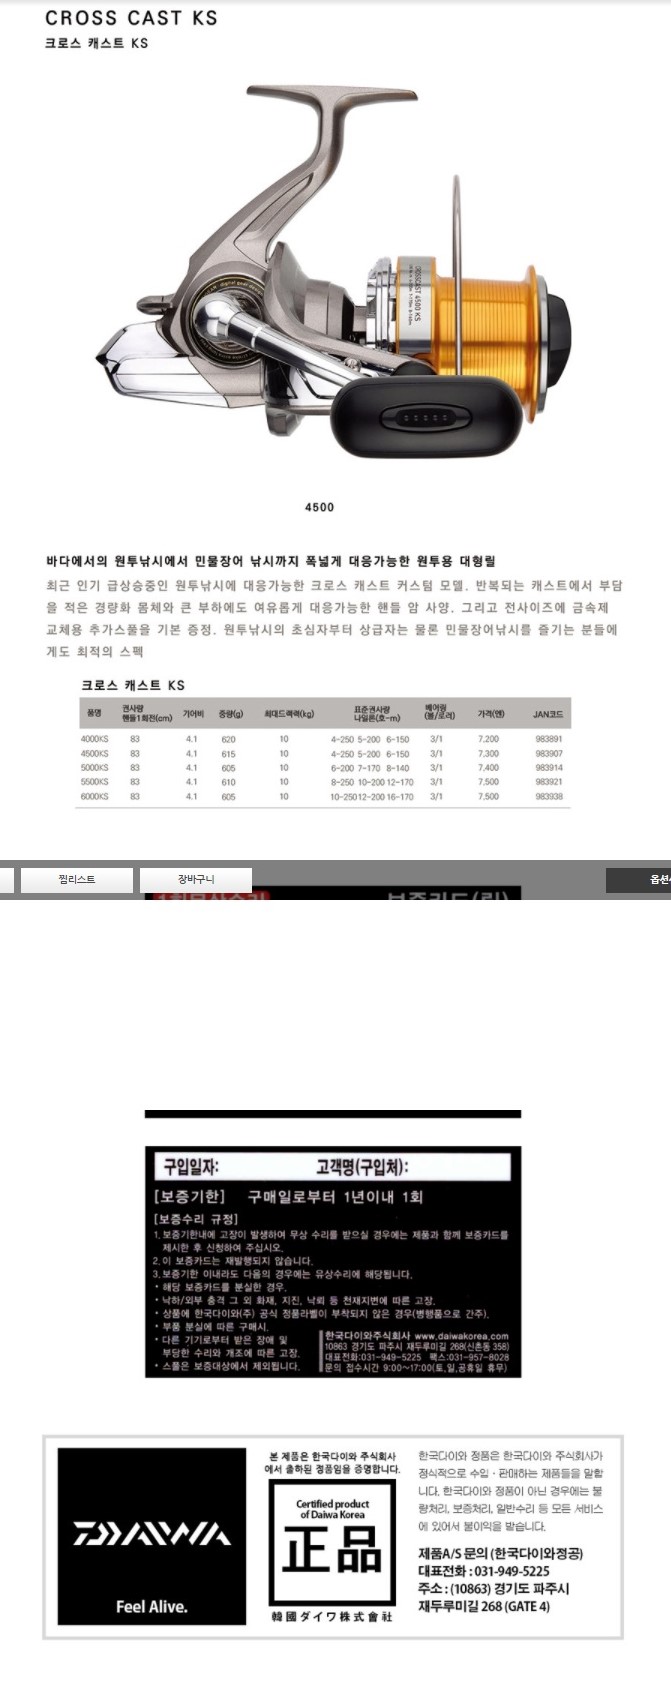 CROSS CAST KS
크로스 캐스트 KS
CROSSCAST 4500 KS
4500
바다에서의 원투낚시에서 민물장어 낚시까지 폭넓게 대응가능한 원투용 대형릴
최근 인기 급상승중인 원투낚시에 대응가능한 크로스 캐스트 커스텀 모델. 반복되는 캐스트에서 부담
을 적은 경량화 몸체와 큰 부하에도 여유롭게 대응가능한 핸들 암 사양. 그리고 전사이즈에 금속제
교체용 추가스풀을 기본 증정. 원투낚시의 초심자부터 상급자는 물론 민물장어낚시를 즐기는 분들에
게도 최적의 스펙
크로스 캐스트 KS
품명 권사량 핸들1회전(cm) 기어비 중량(g) 최대드랙력(kg) 표준권사량 나일론(호-m) 베어링 (볼/로러) 가격(엔) JAN코드
4000KS 83 4.1 620 10 4-250 5-200 6-150 3/1 7,200 983891
4500KS 83 4.1 615 10 4-250 5-200 6-150 3/1 7,300 983907
5000KS 83 4.1 605 10 6-200 7-170 8-140 3/1 7,400 983914
5500KS 83 4.1 610 10 8-250 10-200 12-170 3/1 7,500 983921
6000KS 83 4.1 605 10 10-250 12-200 16-170 3/1 7,500 983938
찜리스트 장바구니 옵션
구입일자: 고객명(구입처):
[보증기한] 구매일로부터 1년이내 1회
[보증수리 규정]
1. 보증기한내에 고장이 발생하여 무상 수리를 받으실 경우에는 제품과 함께 보증카드를
제시한 후 신청하여 주십시오.
2. 이 보증카드는 재발행되지 않습니다.
3. 보증기한 이내라도 다음의 경우에는 유상수리에 해당됩니다.
* 해당 보증카드를 분실한 경우.
* 낙하/외부 충격 그 외 화재, 지진, 낙뢰 등 천재지변에 따른 고장.
* 상품에 한국다이와(주) 공식 정품라벨이 부착되지 않은 경우(병행품으로 간주).
* 부품 분실에 따른 구매시.
* 다른 기기로부터 받은 장애 및
부당한 수리와 개조에 따른 고장.
* 스풀은 보증대상에서 제외됩니다.
한국다이와주식회사 www.daiwakorea.com
10863 경기도 파주시 재두루미길 268(신촌동 358)
대표전화:031-949-5225 팩스:031-957-8028
문의 접수시간 9:00~17:00(토,일,공휴일 휴무)
DAIWA
Feel Alive.
본 제품은 한국다이와 주식회사
에서 출하된 정품임을 증명합니다.
Certified product
of Daiwa Korea
正品
韓國ダイワ株式會社
한국다이와 정품은 한국다이와 주식회사가
정식적으로 수입 · 판매하는 제품들을 말합
니다. 한국다이와 정품이 아닌 경우에는 불
량처리, 보증처리, 일반수리 등 모든 서비스
에 있어서 불이익을 받습니다.
제품A/S 문의 (한국다이와정공)
대표전화 : 031-949-5225
주소 : (10863) 경기도 파주시
재두루미길 268 (GATE 4)